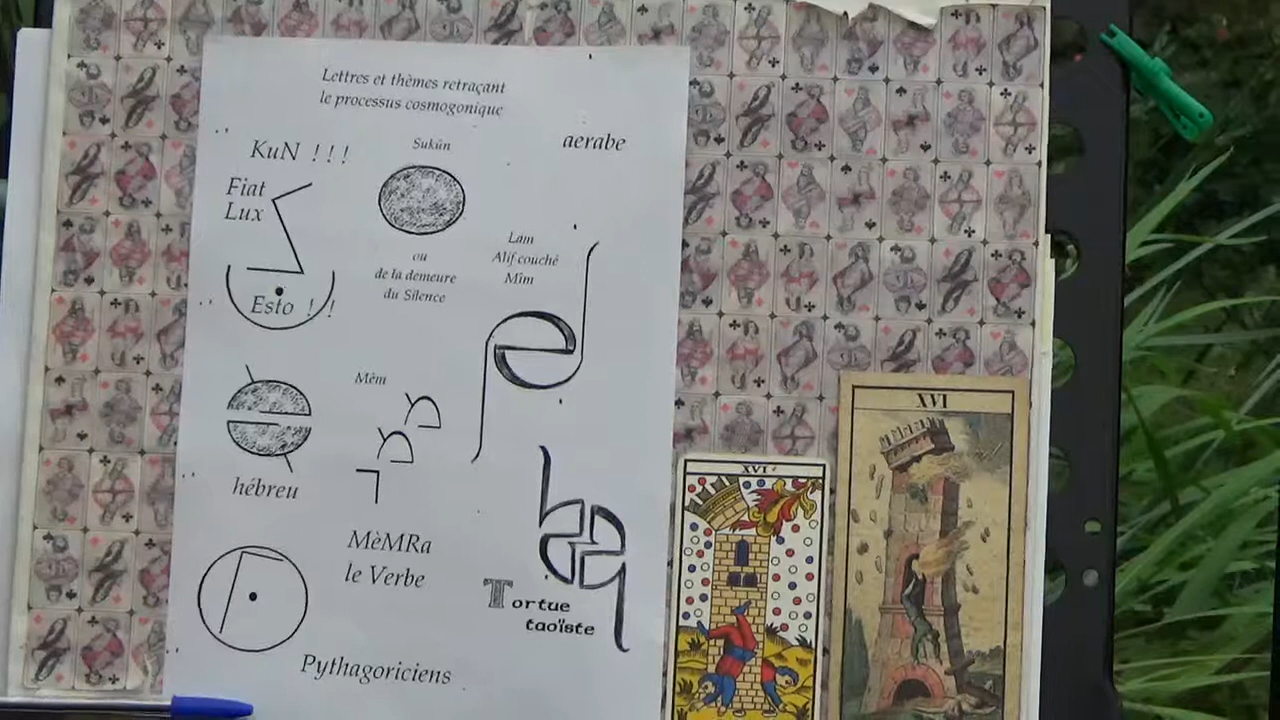 Lettres et thèmes retraçant
le processus cosmogonique
aerabe
KuN ! ! !
Sukûn
Fiat
Lux
ou
de la demeure
du Silence
Lam
Alif couché
Mîm
Esto ! !
Mêm
hébreu
MèMRa
le Verbe
Tortue
taoïste
Pythagoriciens
XVI
XVI